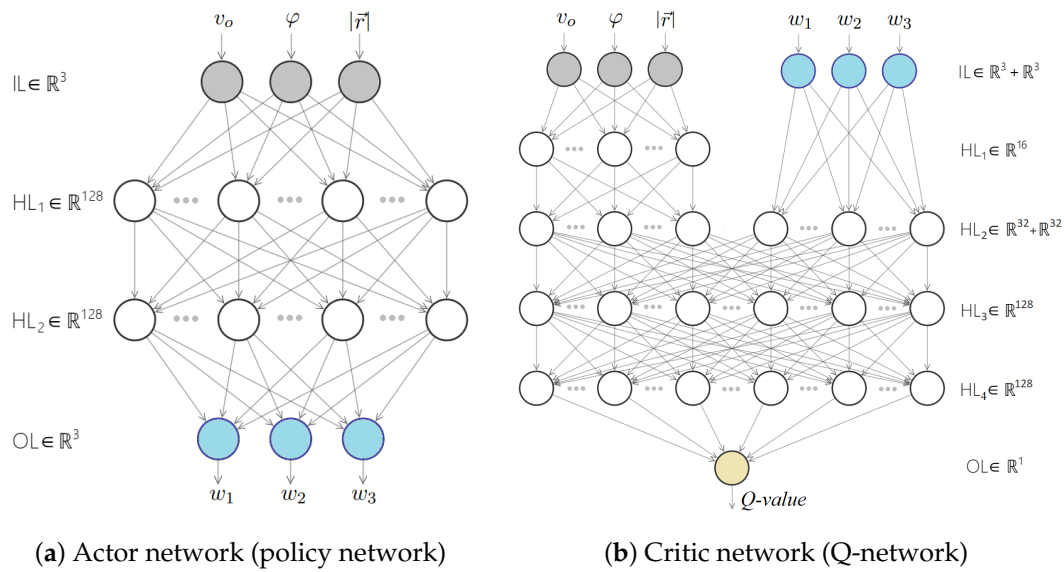 v_o φ |r⃗|
IL∈ ℝ³
HL₁∈ ℝ¹²⁸
HL₂∈ ℝ¹²⁸
OL∈ ℝ³
w₁ w₂ w₃
(a) Actor network (policy network)
v_o φ |r⃗| w₁ w₂ w₃
IL∈ ℝ³ + ℝ³
HL₁∈ ℝ¹⁶
HL₂∈ ℝ³²+ℝ³²
HL₃∈ ℝ¹²⁸
HL₄∈ ℝ¹²⁸
OL∈ ℝ¹
Q-value
(b) Critic network (Q-network)